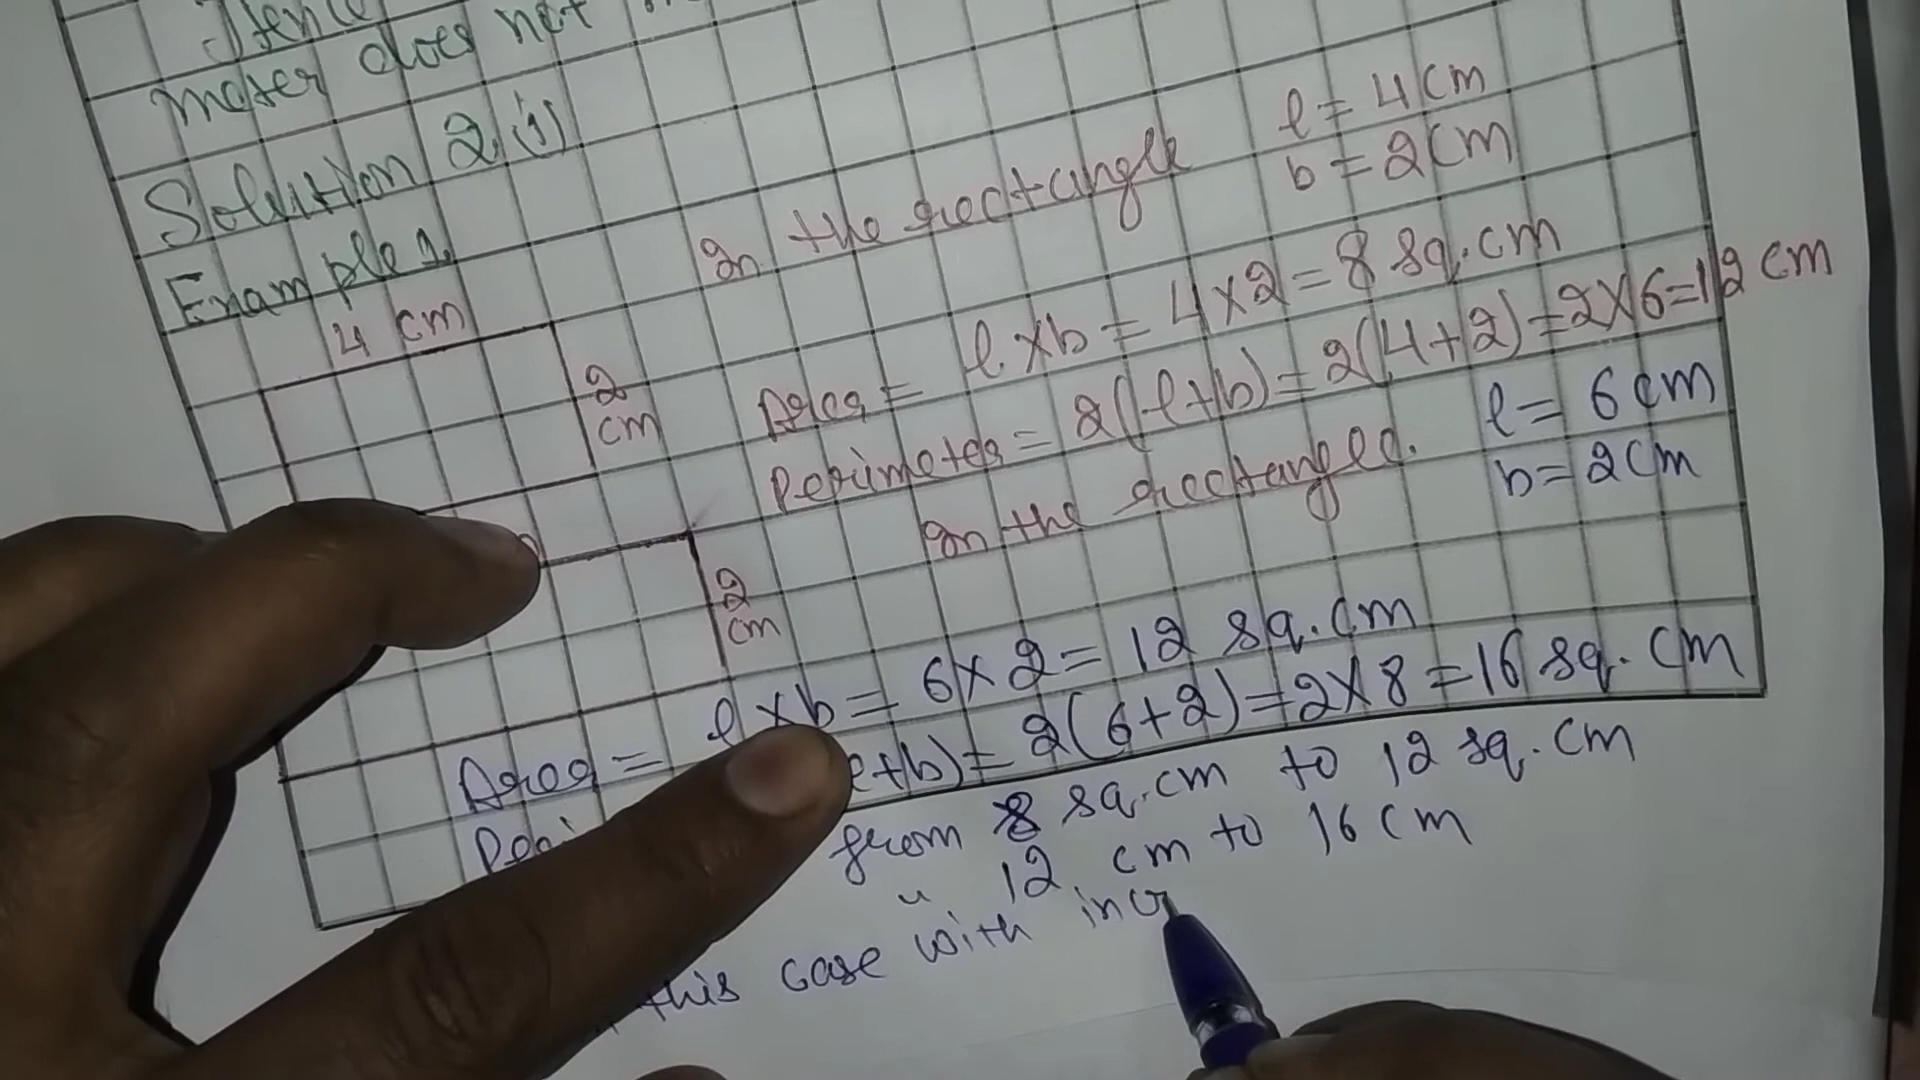 Hence
meter does not
Solution 2.(i)
Example 1.
In the rectangle
l = 4 cm
b = 2 cm
4 cm
2
cm
Area = l × b = 4 × 2 = 8 sq. cm
Perimeter = 2(l+b) = 2(4+2) = 2×6=12 cm
In the rectangle.
l = 6 cm
b = 2 cm
2
cm
Area = l × b = 6 × 2 = 12 sq. cm
l+b) = 2(6+2) = 2×8 = 16 sq. cm
from 8 sq. cm to 12 sq. cm
" 12 cm to 16 cm
this case with incr